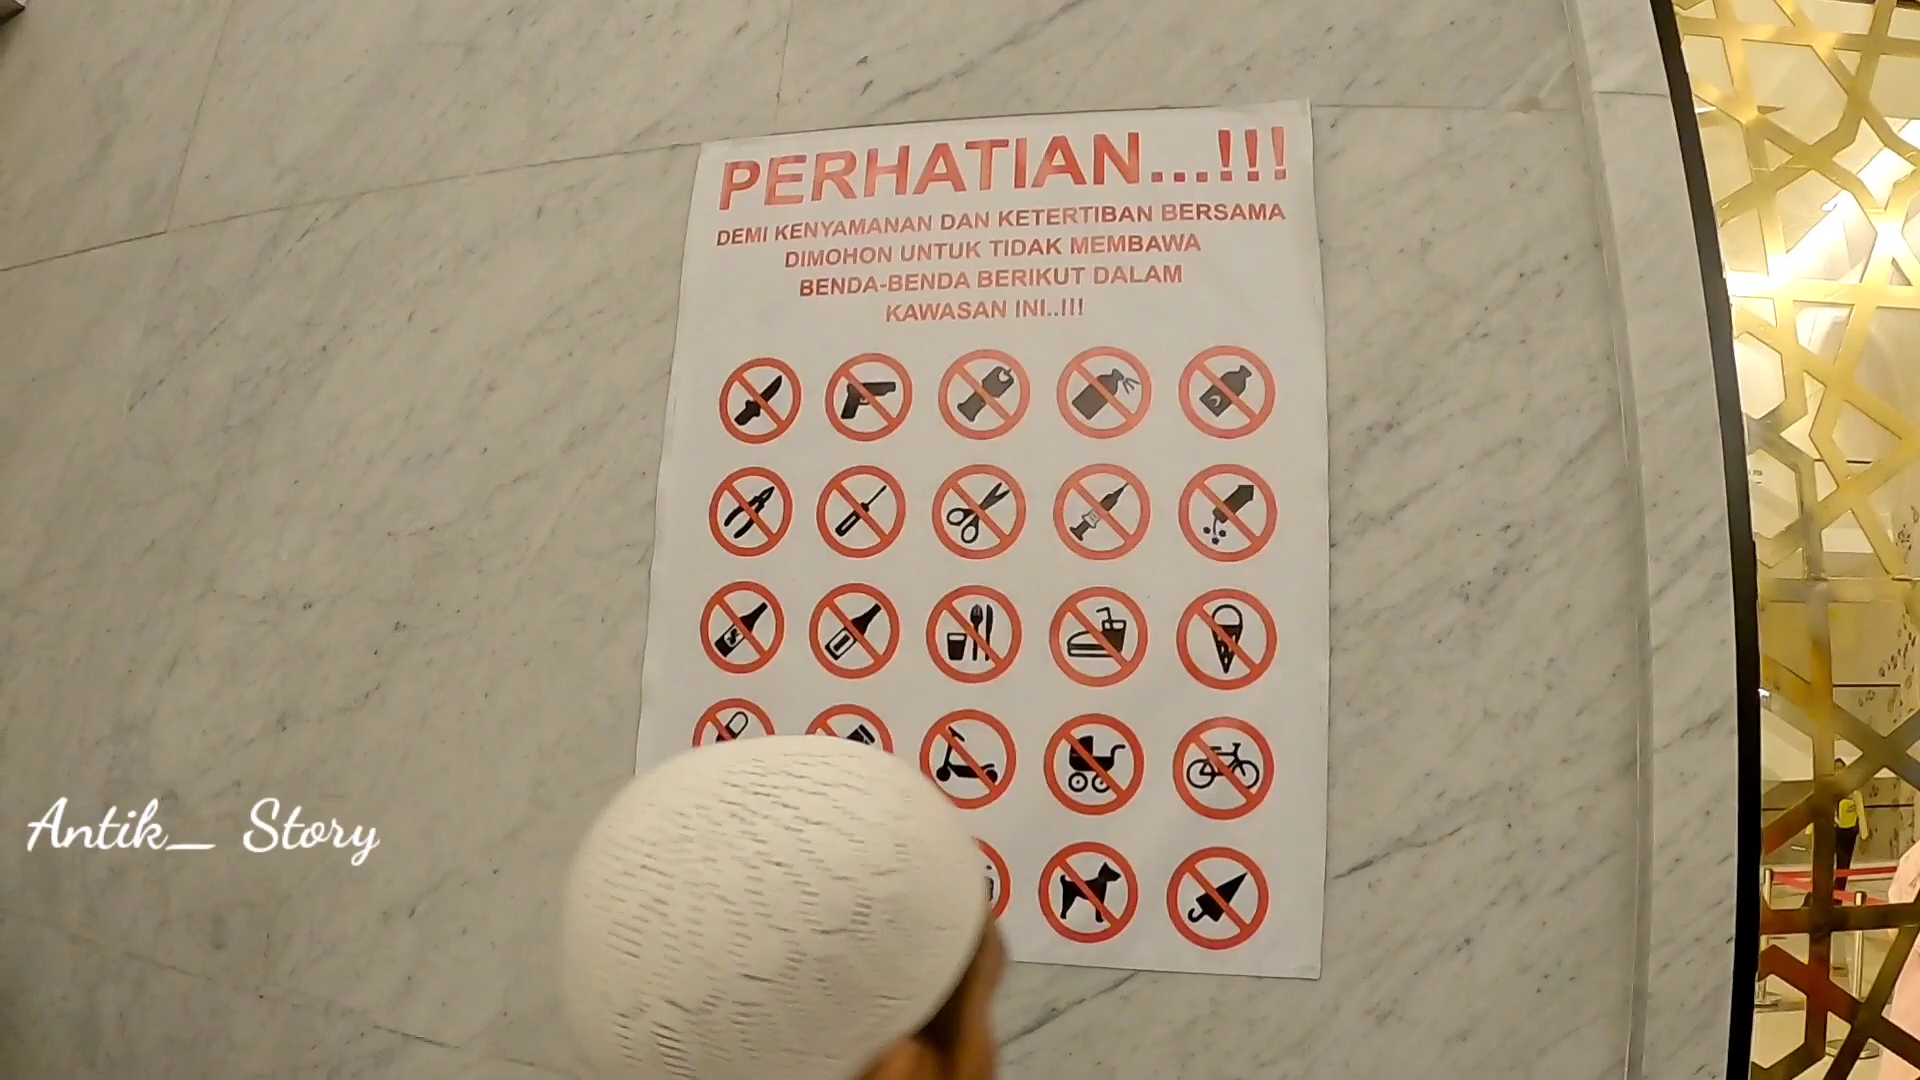 PERHATIAN...!!!
DEMI KENYAMANAN DAN KETERTIBAN BERSAMA
DIMOHON UNTUK TIDAK MEMBAWA
BENDA-BENDA BERIKUT DALAM
KAWASAN INI..!!!
Antik_ Story